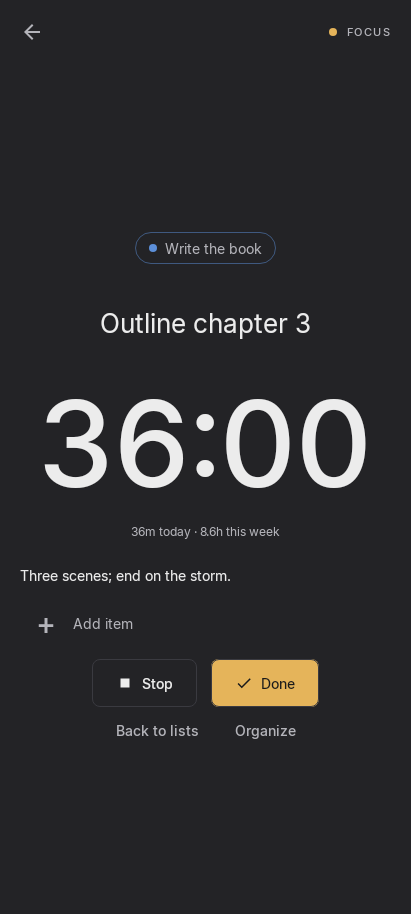 FOCUS
Write the book
Outline chapter 3
36:00
36m today · 8.6h this week
Three scenes; end on the storm.
Add item
Stop
Done
Back to lists
Organize